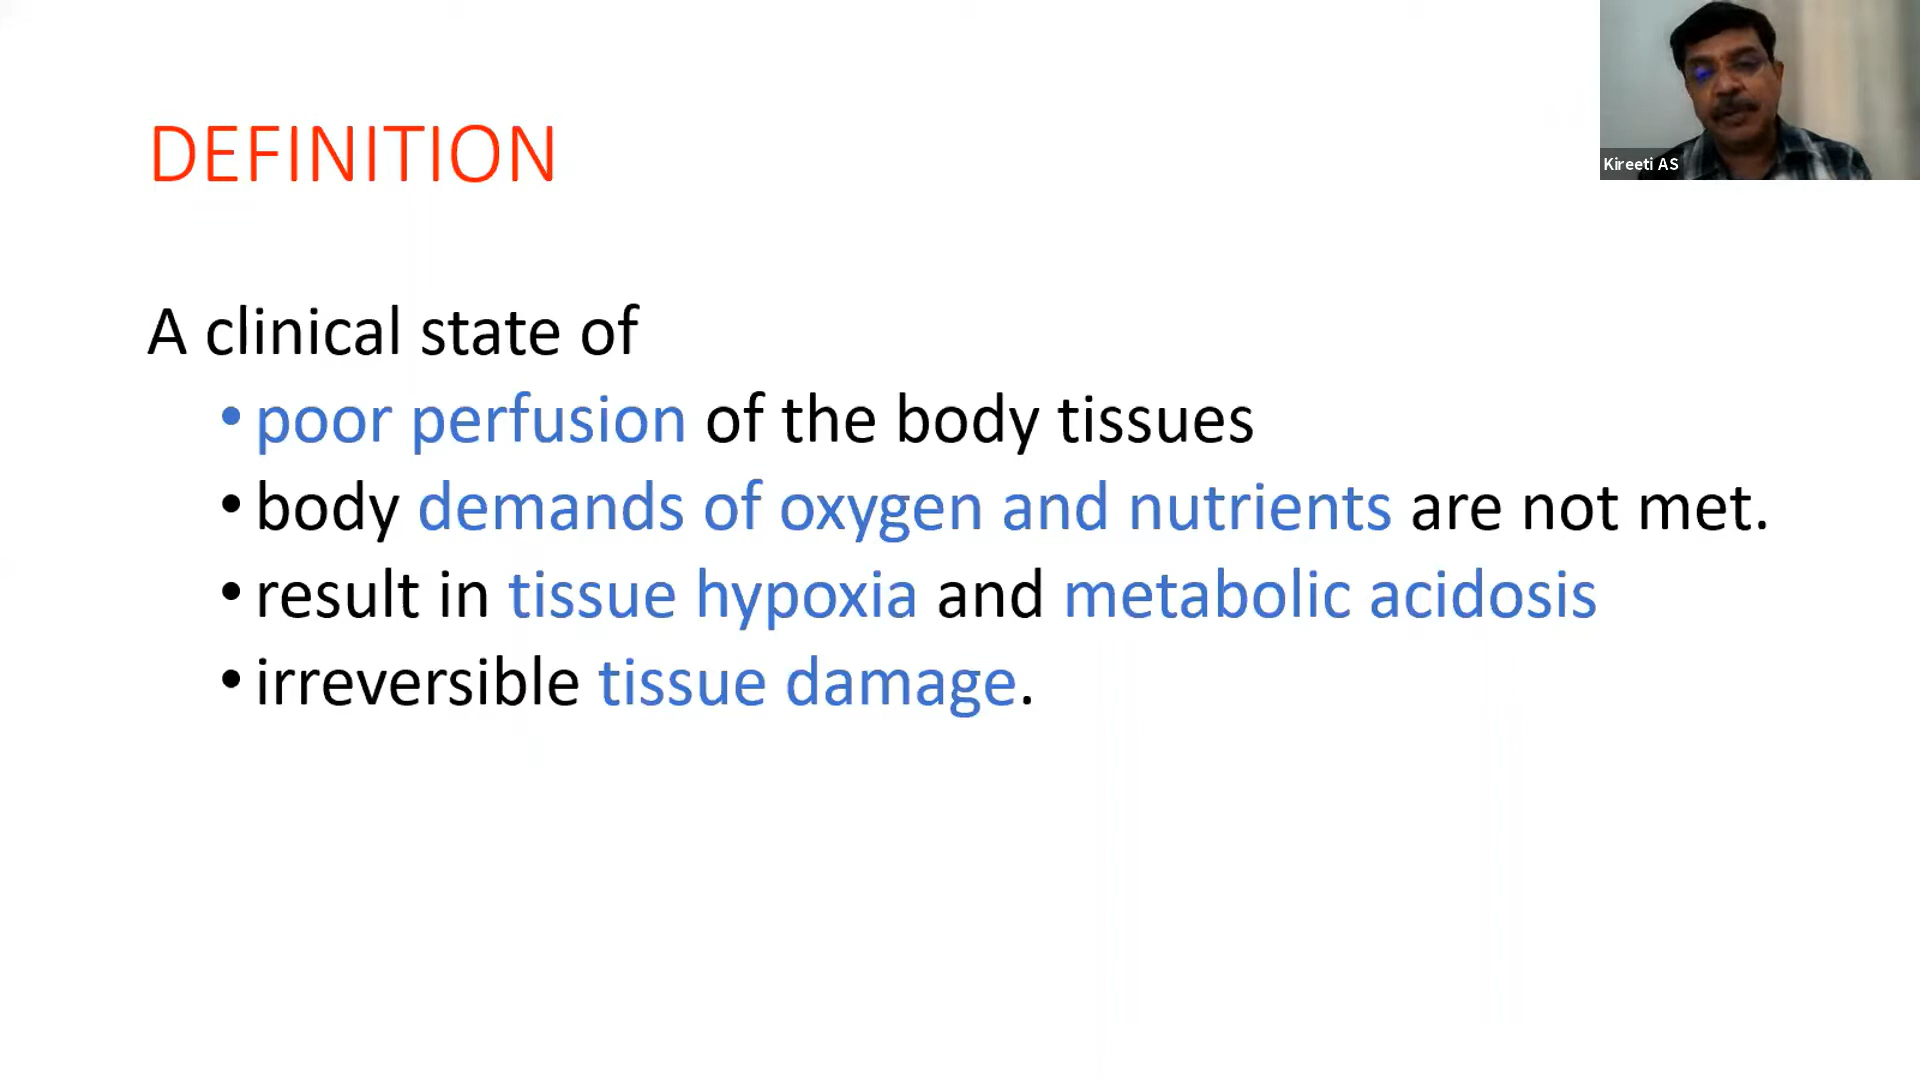 DEFINITION
Kireeti AS
A clinical state of
• poor perfusion of the body tissues
• body demands of oxygen and nutrients are not met.
• result in tissue hypoxia and metabolic acidosis
• irreversible tissue damage.